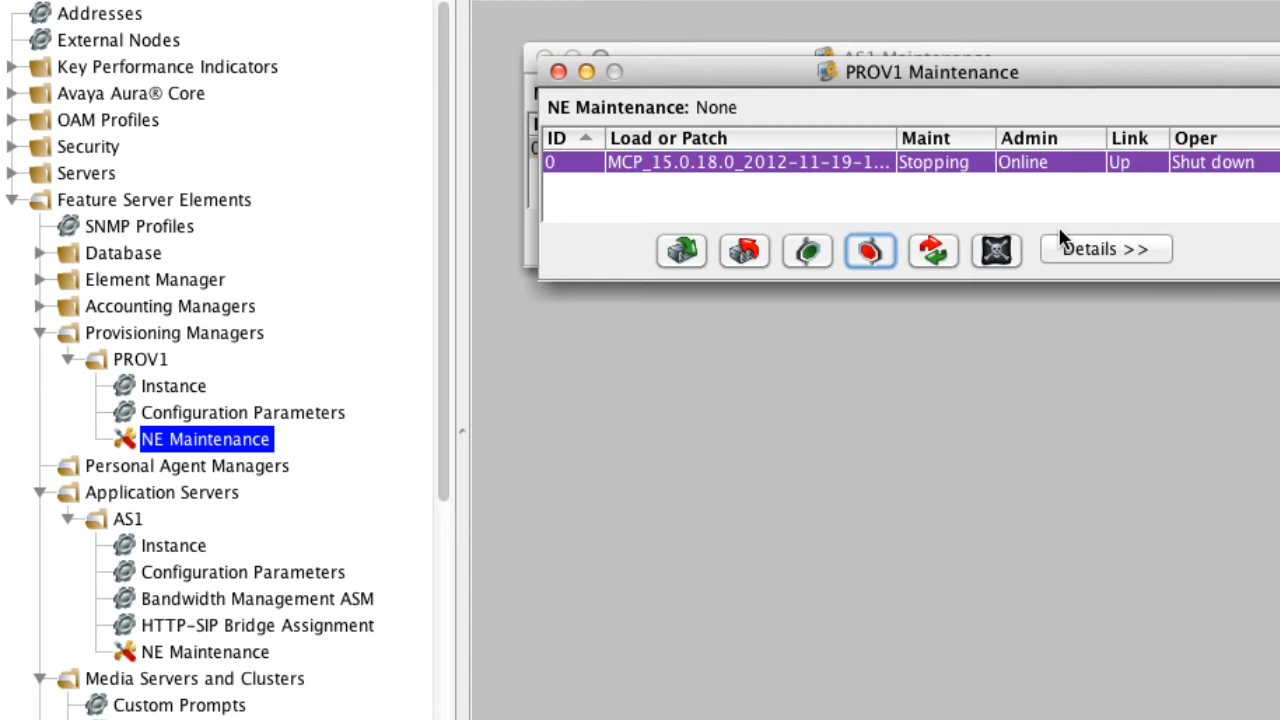 Addresses
External Nodes
Key Performance Indicators
Avaya Aura® Core
OAM Profiles
Security
Servers
Feature Server Elements
SNMP Profiles
Database
Element Manager
Accounting Managers
Provisioning Managers
PROV1
Instance
Configuration Parameters
NE Maintenance
Personal Agent Managers
Application Servers
AS1
Instance
Configuration Parameters
Bandwidth Management ASM
HTTP-SIP Bridge Assignment
NE Maintenance
Media Servers and Clusters
Custom Prompts
AS1 Maintenance
PROV1 Maintenance
NE Maintenance: None
ID Load or Patch Maint Admin Link Oper
0 MCP_15.0.18.0_2012-11-19-1... Stopping Online Up Shut down
Details >>